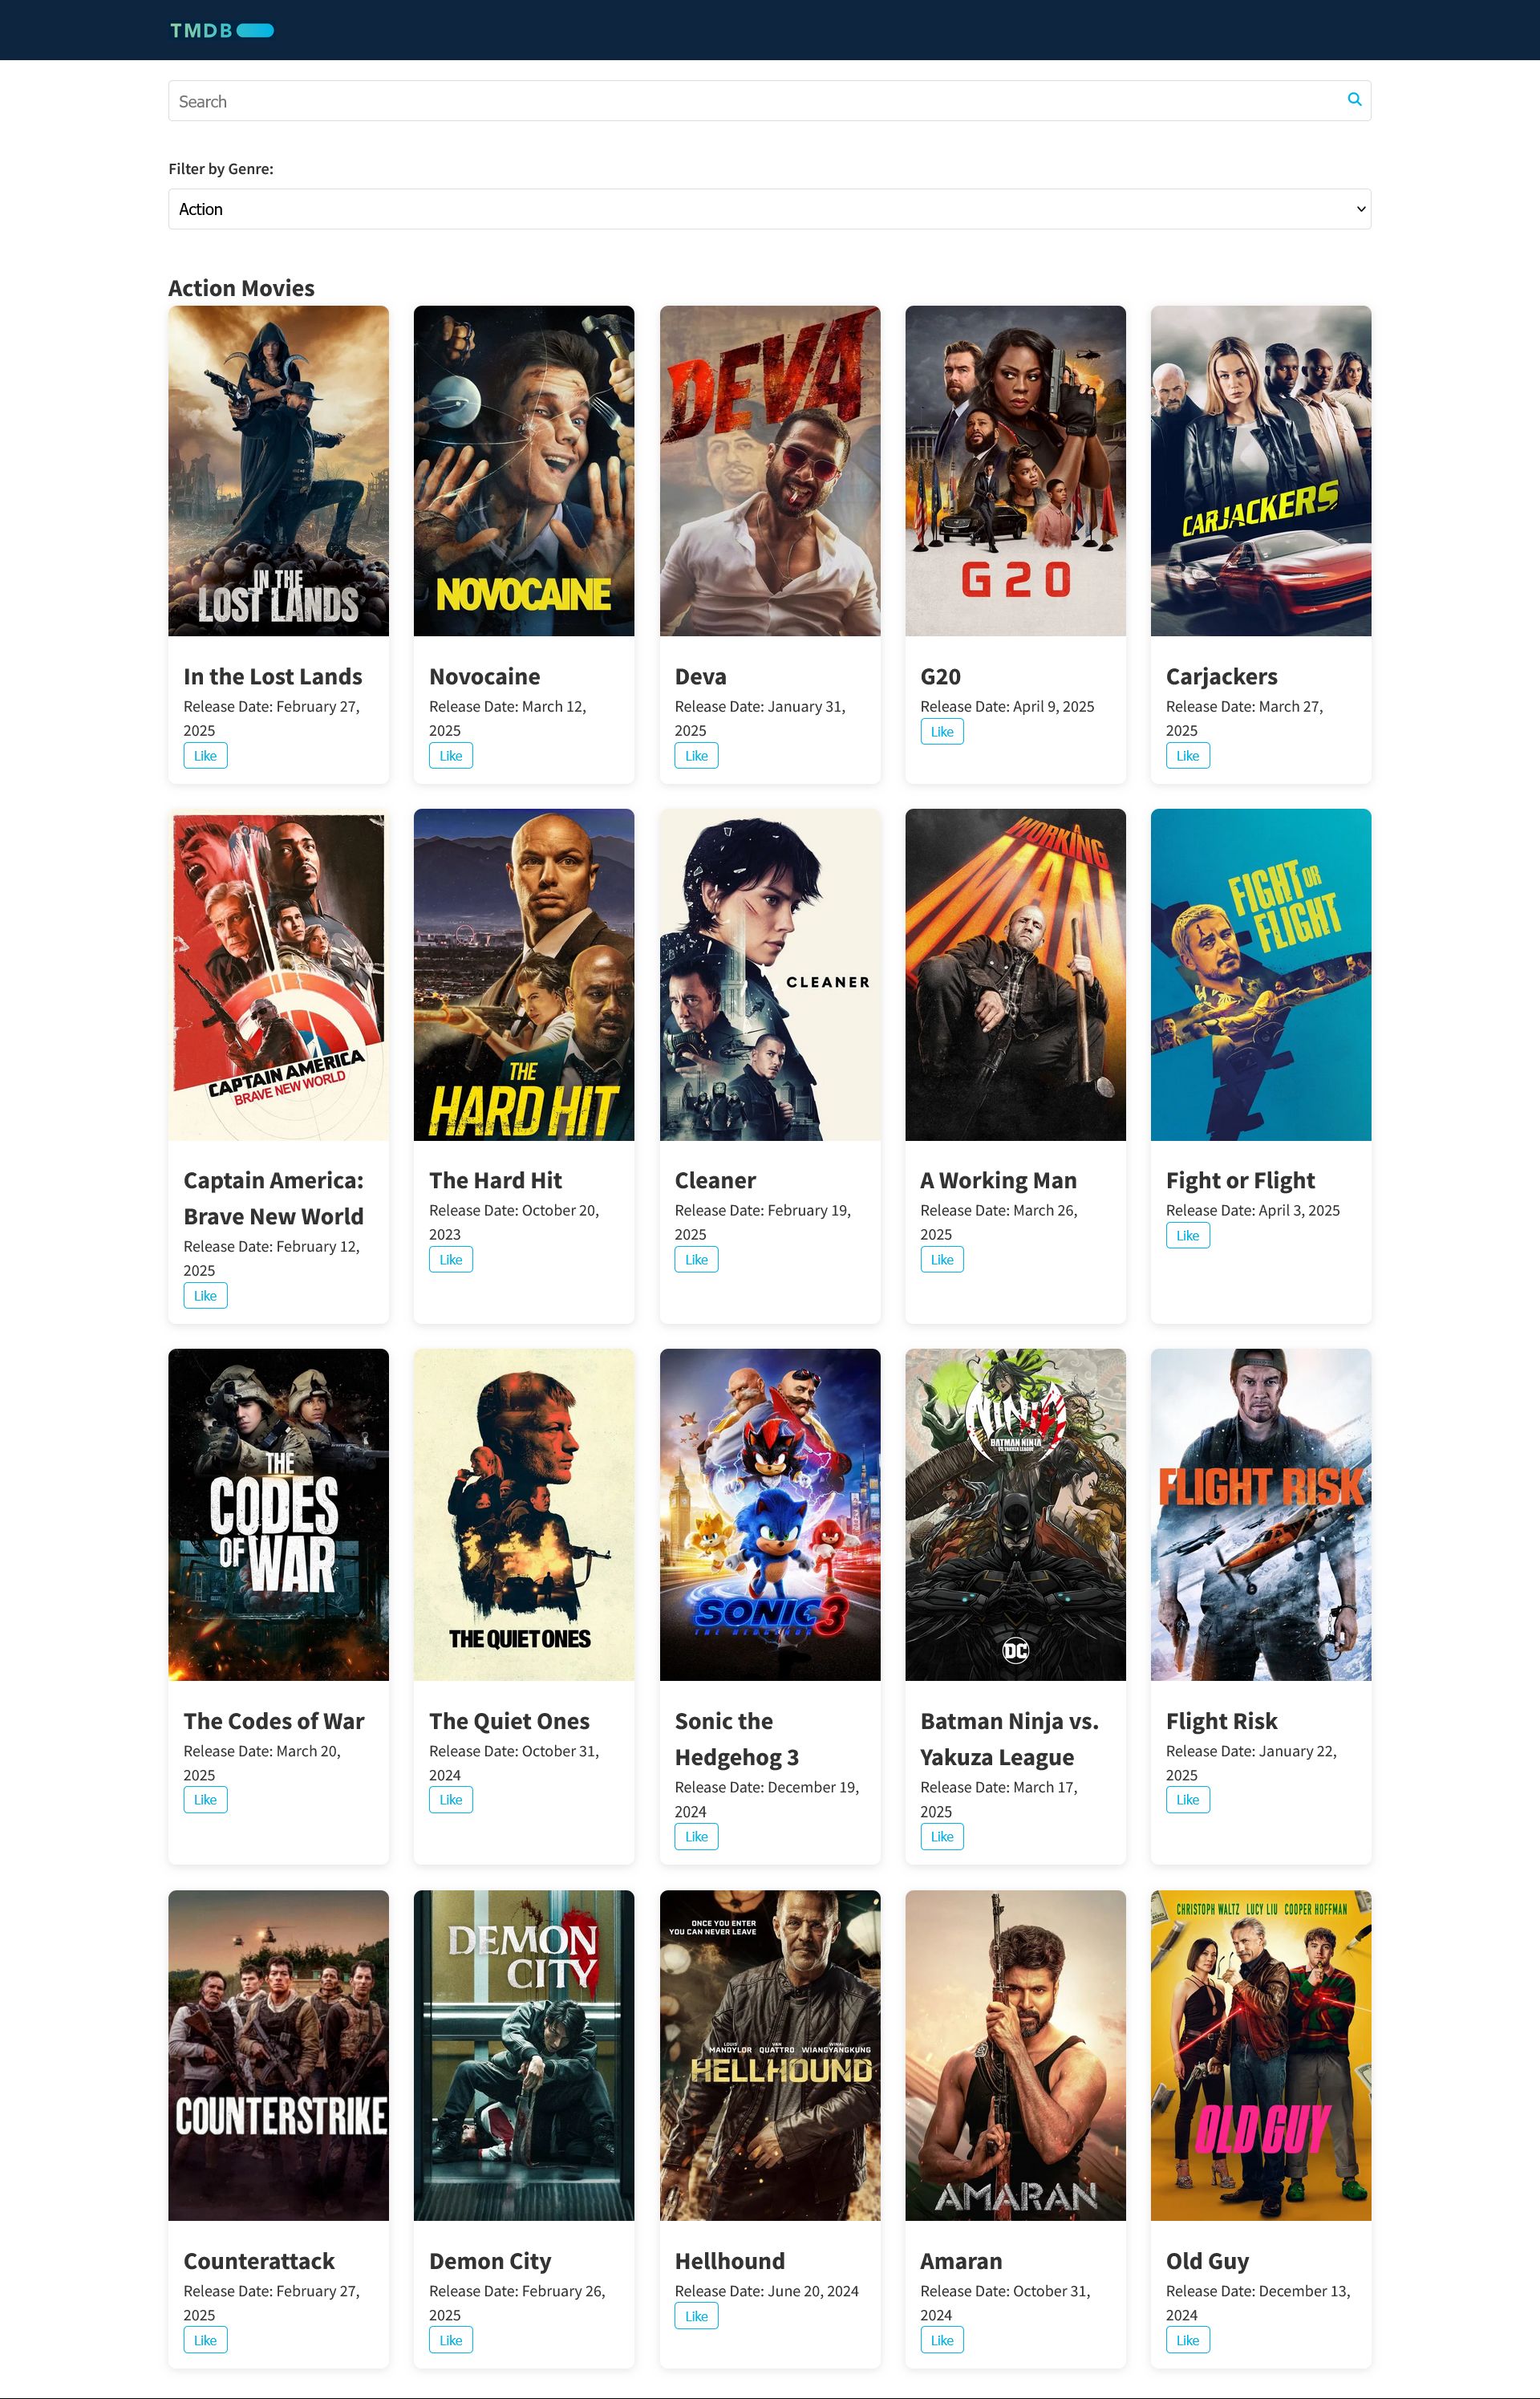 TMDB
Search
Filter by Genre:
Action
Action Movies
IN THE
LOST LANDS
NOVOCAINE
DEVA
G20
CARJACKERS
In the Lost Lands
Release Date: February 27,
2025
Like
Novocaine
Release Date: March 12,
2025
Like
Deva
Release Date: January 31,
2025
Like
G20
Release Date: April 9, 2025
Like
Carjackers
Release Date: March 27,
2025
Like
CAPTAIN AMERICA
BRAVE NEW WORLD
THE
HARD HIT
CLEANER
A
WORKING
MAN
FIGHT OR
FLIGHT
Captain America:
Brave New World
Release Date: February 12,
2025
Like
The Hard Hit
Release Date: October 20,
2023
Like
Cleaner
Release Date: February 19,
2025
Like
A Working Man
Release Date: March 26,
2025
Like
Fight or Flight
Release Date: April 3, 2025
Like
THE
CODES
OF WAR
THE QUIET ONES
SONIC 3
THE HEDGEHOG
NINJA
BATMAN NINJA
VS. YAKUZA LEAGUE
DC
FLIGHT RISK
The Codes of War
Release Date: March 20,
2025
Like
The Quiet Ones
Release Date: October 31,
2024
Like
Sonic the
Hedgehog 3
Release Date: December 19,
2024
Like
Batman Ninja vs.
Yakuza League
Release Date: March 17,
2025
Like
Flight Risk
Release Date: January 22,
2025
Like
COUNTERSTRIKE
DEMON
CITY
ONCE YOU ENTER
YOU CAN NEVER LEAVE
LOUIS MANDYLOR
VAN QUATTRO
WINAI WIANGYANGKUNG
HELLHOUND
AMARAN
CHRISTOPH WALTZ LUCY LIU COOPER HOFFMAN
OLD GUY
Counterattack
Release Date: February 27,
2025
Like
Demon City
Release Date: February 26,
2025
Like
Hellhound
Release Date: June 20, 2024
Like
Amaran
Release Date: October 31,
2024
Like
Old Guy
Release Date: December 13,
2024
Like